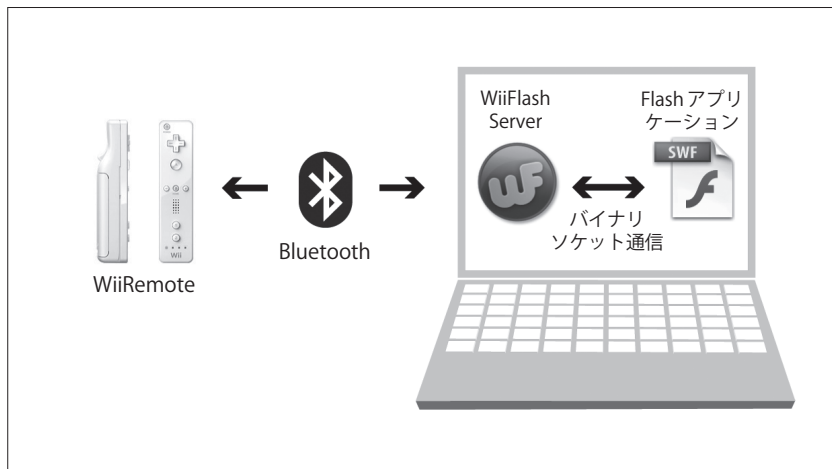 WiiFlash
Server
Flash アプリ
ケーション
SWF
バイナリ
ソケット通信
Bluetooth
Wii
WiiRemote